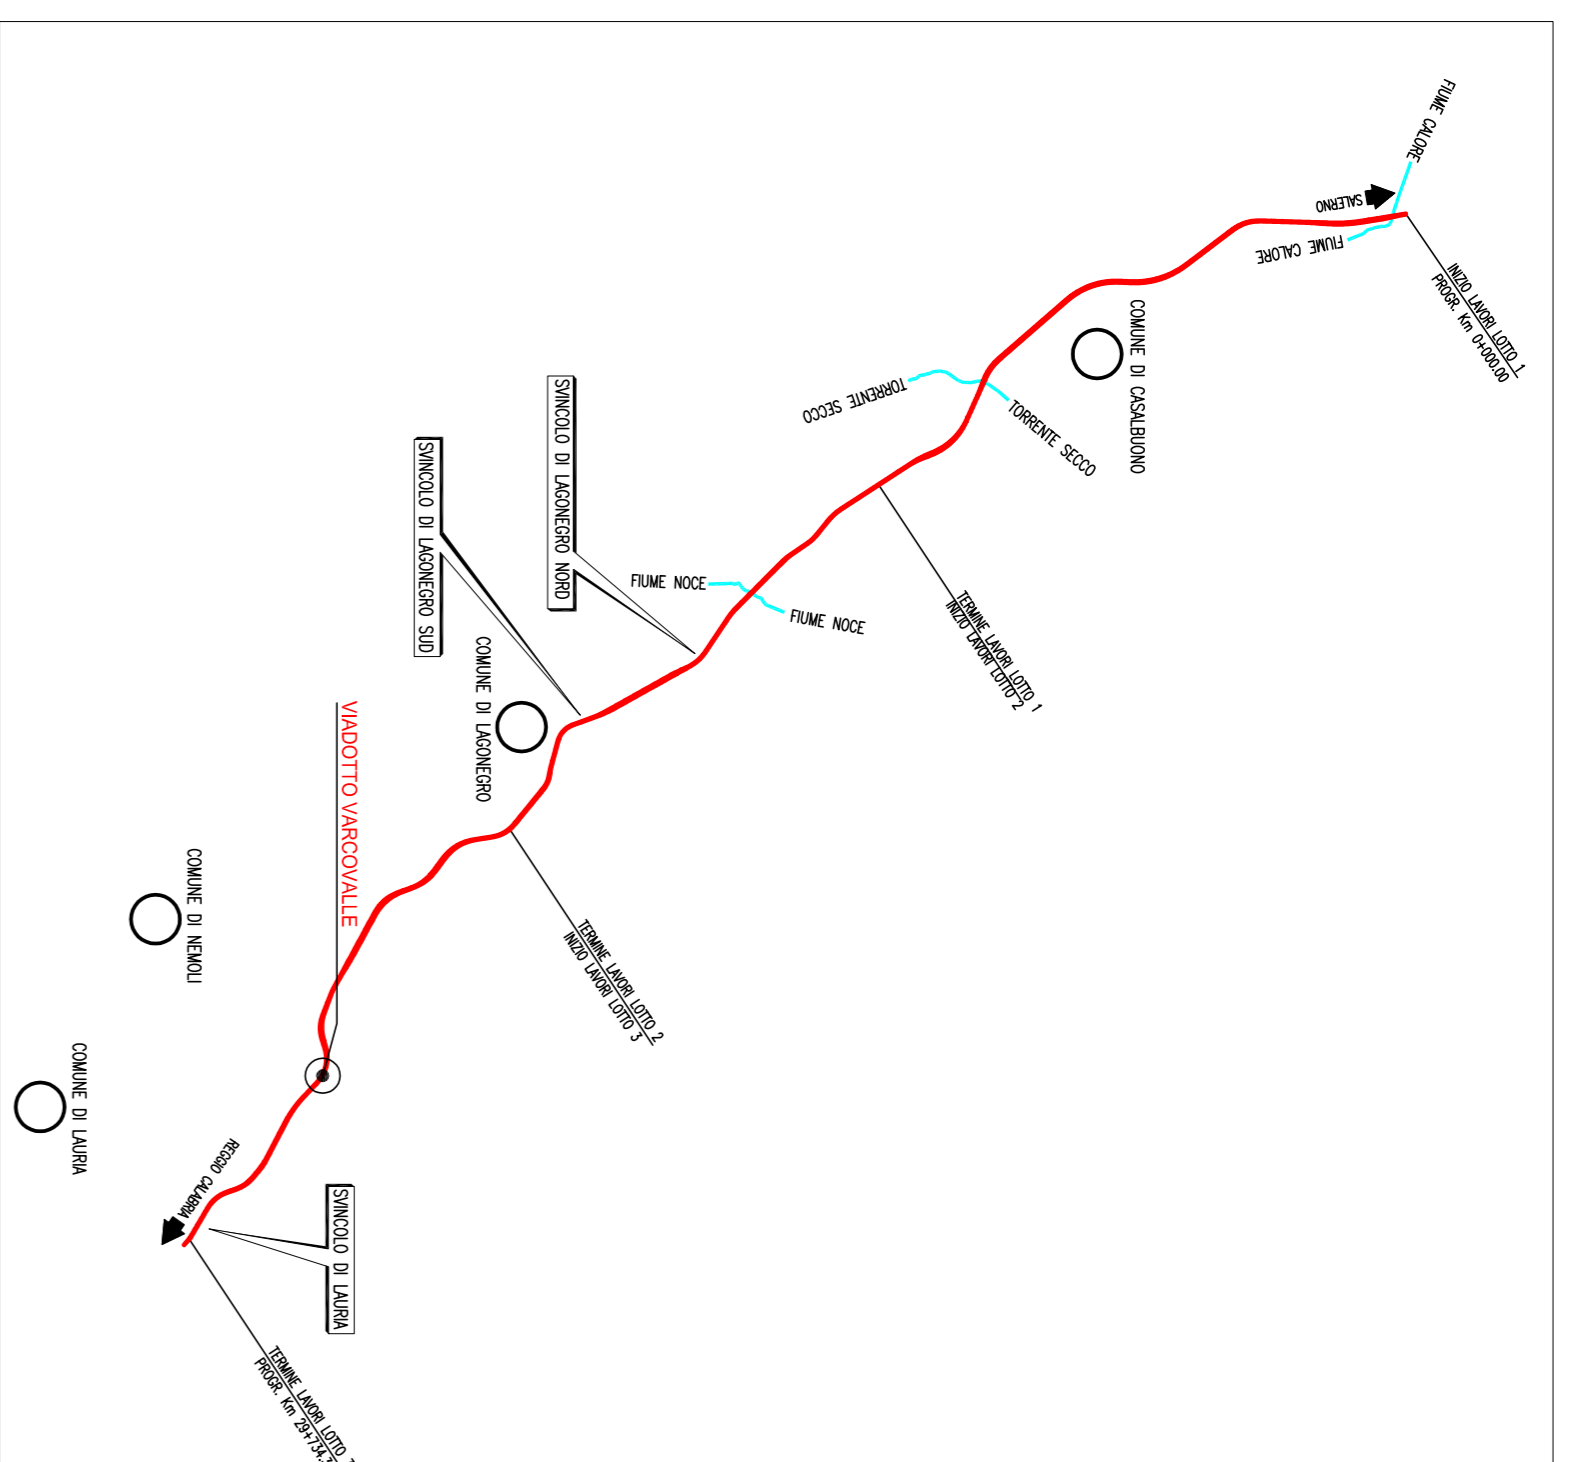 FIUME CALORE
SALERNO
FIUME CALORE
INIZIO LAVORI LOTTO 1
PROGR. Km 0+000.00
COMUNE DI CASALBUONO
TORRENTE SECCO
TORRENTE SECCO
SVINCOLO DI LAGONEGRO NORD
SVINCOLO DI LAGONEGRO SUD
FIUME NOCE
FIUME NOCE
TERMINE LAVORI LOTTO 1
INIZIO LAVORI LOTTO 2
COMUNE DI LAGONEGRO
VIADOTTO VARCOVALLE
COMUNE DI NEMOLI
TERMINE LAVORI LOTTO 2
INIZIO LAVORI LOTTO 3
COMUNE DI LAURIA
REGGIO CALABRIA
SVINCOLO DI LAURIA
TERMINE LAVORI LOTTO
PROGR. Km